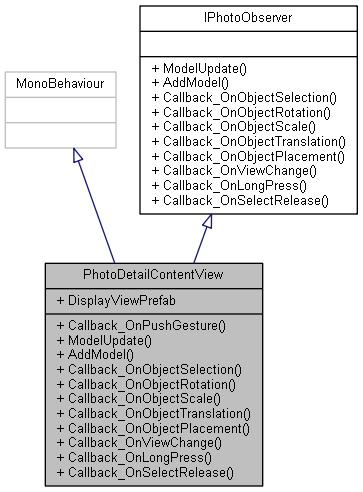 IPhotoObserver
+ ModelUpdate()
+ AddModel()
+ Callback_OnObjectSelection()
+ Callback_OnObjectRotation()
+ Callback_OnObjectScale()
+ Callback_OnObjectTranslation()
+ Callback_OnObjectPlacement()
+ Callback_OnViewChange()
+ Callback_OnLongPress()
+ Callback_OnSelectRelease()
MonoBehaviour
PhotoDetailContentView
+ DisplayViewPrefab
+ Callback_OnPushGesture()
+ ModelUpdate()
+ AddModel()
+ Callback_OnObjectSelection()
+ Callback_OnObjectRotation()
+ Callback_OnObjectScale()
+ Callback_OnObjectTranslation()
+ Callback_OnObjectPlacement()
+ Callback_OnViewChange()
+ Callback_OnLongPress()
+ Callback_OnSelectRelease()